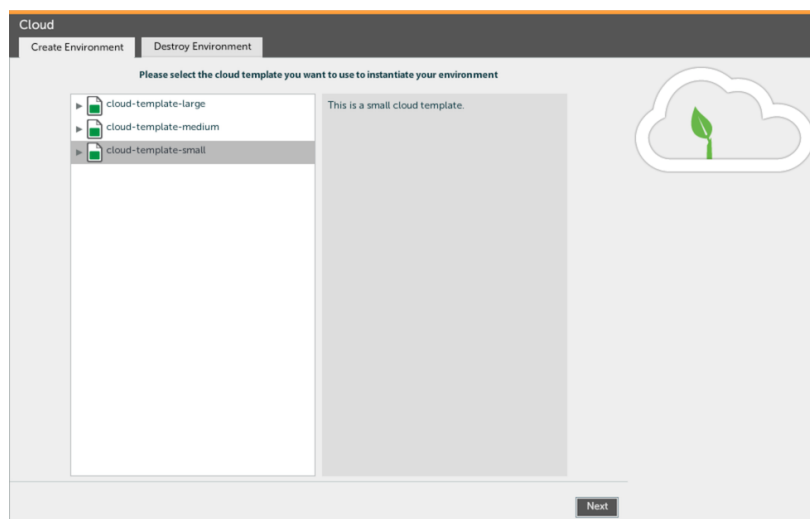 Cloud
Create Environment
Destroy Environment
Please select the cloud template you want to use to instantiate your environment
cloud-template-large
cloud-template-medium
cloud-template-small
This is a small cloud template.
Next